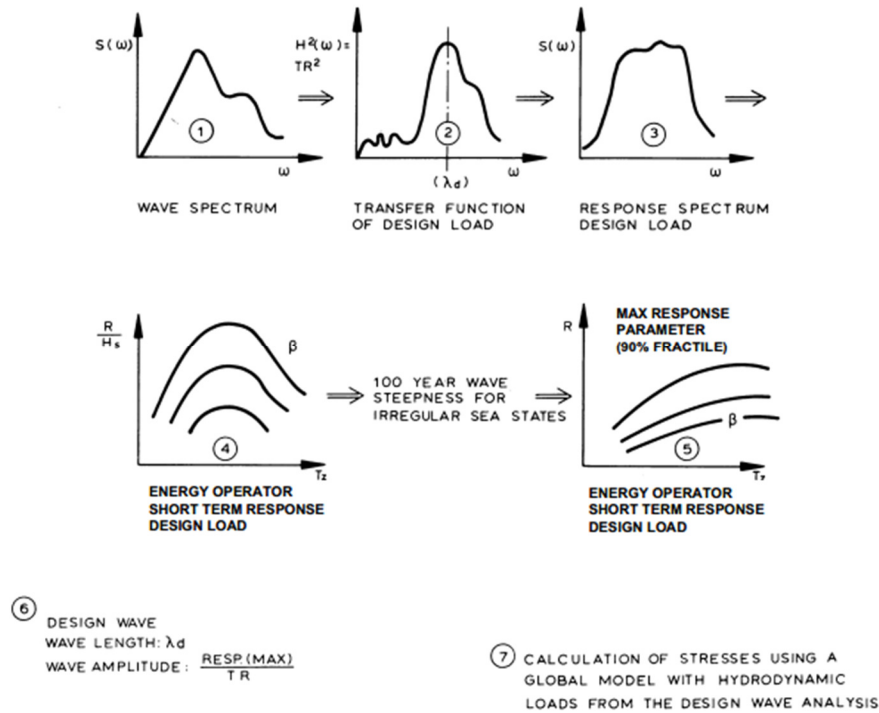 S(ω)
①
ω
WAVE SPECTRUM
H²(ω)=
TR²
②
(λd)
ω
TRANSFER FUNCTION
OF DESIGN LOAD
S(ω)
③
ω
RESPONSE SPECTRUM
DESIGN LOAD
R
Hs
β
④
Tz
ENERGY OPERATOR
SHORT TERM RESPONSE
DESIGN LOAD
100 YEAR WAVE
STEEPNESS FOR
IRREGULAR SEA STATES
R
MAX RESPONSE
PARAMETER
(90% FRACTILE)
β
⑤
ENERGY OPERATOR
SHORT TERM RESPONSE
DESIGN LOAD
⑥
DESIGN WAVE
WAVE LENGTH: λd
WAVE AMPLITUDE: RESP.(MAX)
TR
⑦ CALCULATION OF STRESSES USING A
GLOBAL MODEL WITH HYDRODYNAMIC
LOADS FROM THE DESIGN WAVE ANALYSIS